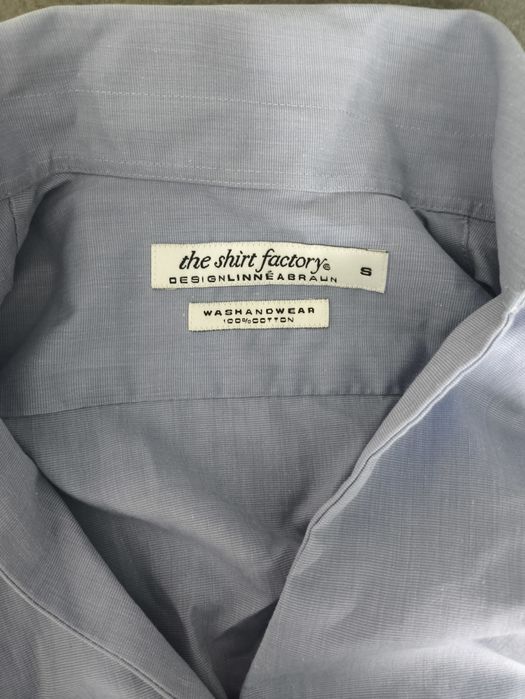 the shirt factory®
DESIGNLINNÉABRAUN
S
WASHANDWEAR
100%COTTON